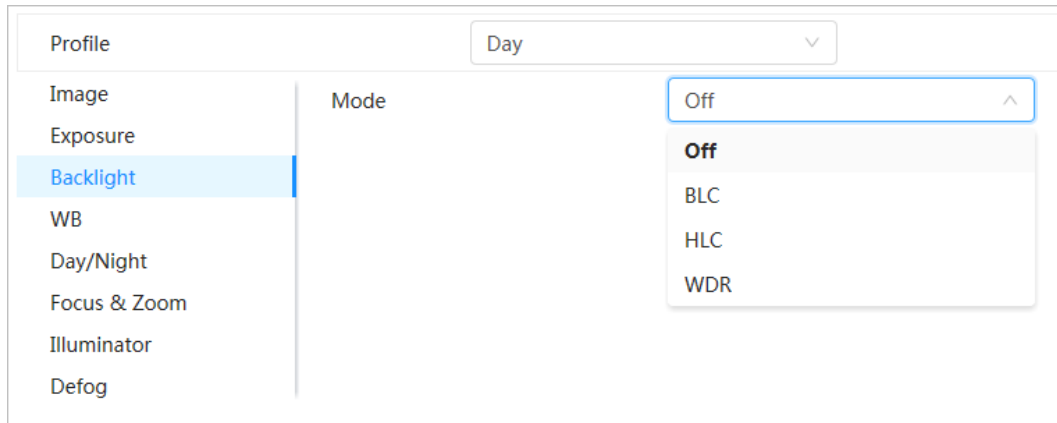 Profile
Day
Image
Mode
Off
Exposure
Off
Backlight
BLC
WB
HLC
Day/Night
WDR
Focus & Zoom
Illuminator
Defog